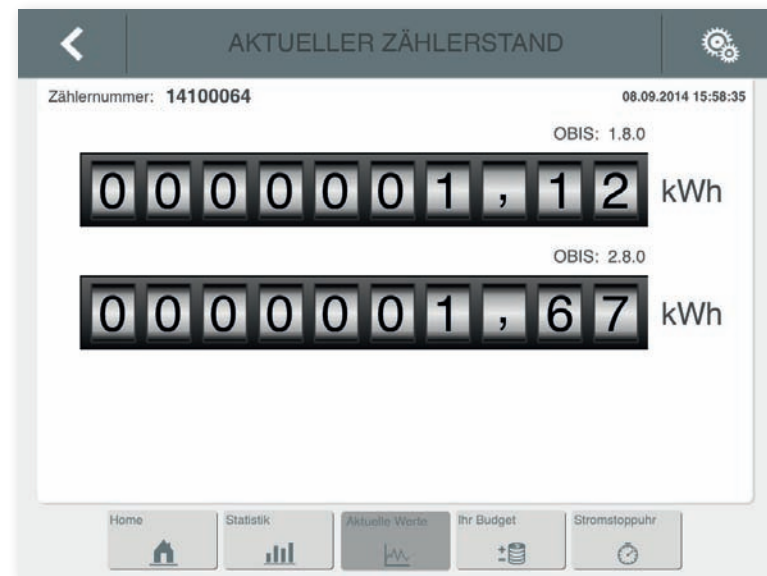 AKTUELLER ZÄHLERSTAND
Zählernummer: 14100064 08.09.2014 15:58:35
OBIS: 1.8.0
0000001,12 kWh
OBIS: 2.8.0
0000001,67 kWh
Home Statistik Aktuelle Werte Ihr Budget Stromstoppuhr